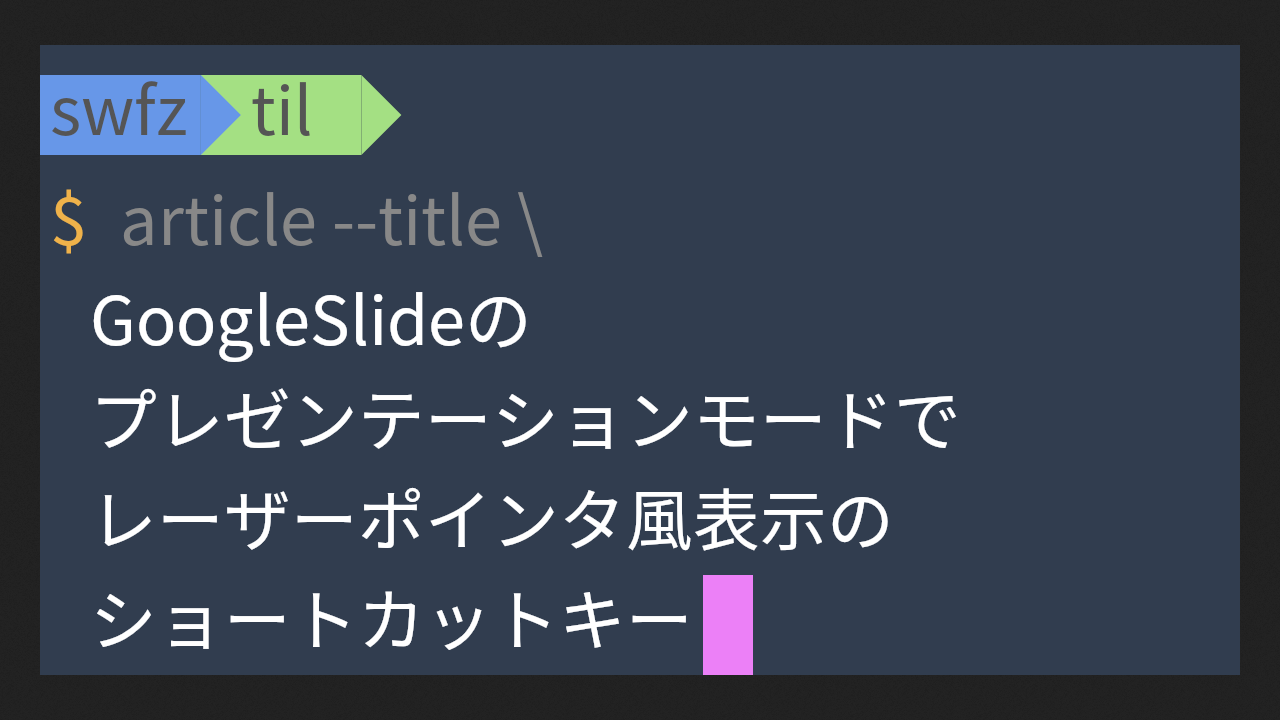 swfz til
$ article --title \
GoogleSlideの
プレゼンテーションモードで
レーザーポインタ風表示の
ショートカットキー